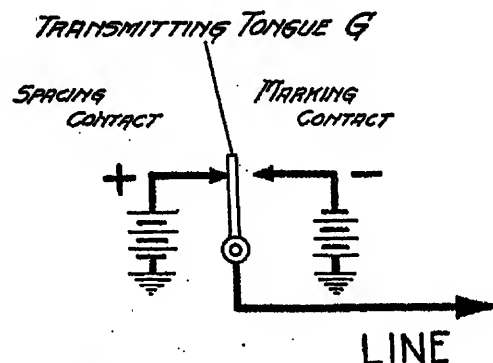 TRANSMITTING TONGUE G
SPACING
CONTACT
MARKING
CONTACT
+
-
LINE